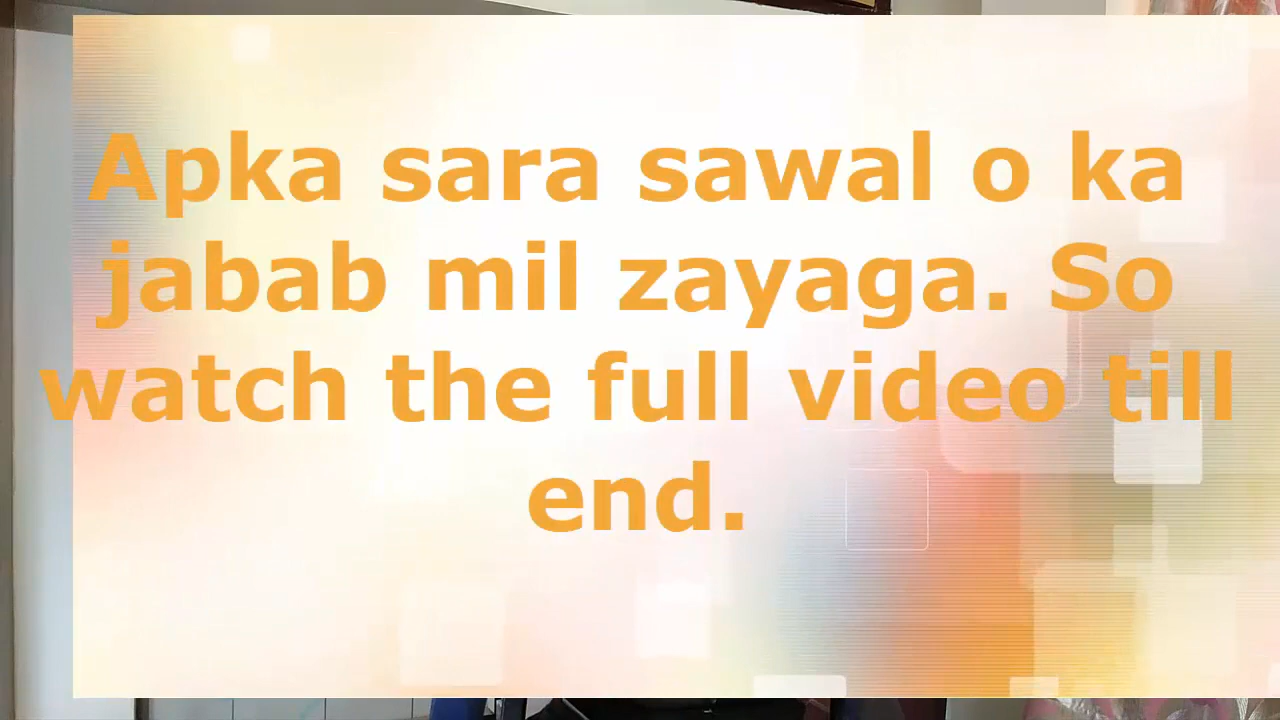 Apka sara sawal o ka
jabab mil zayaga. So
watch the full video till
end.